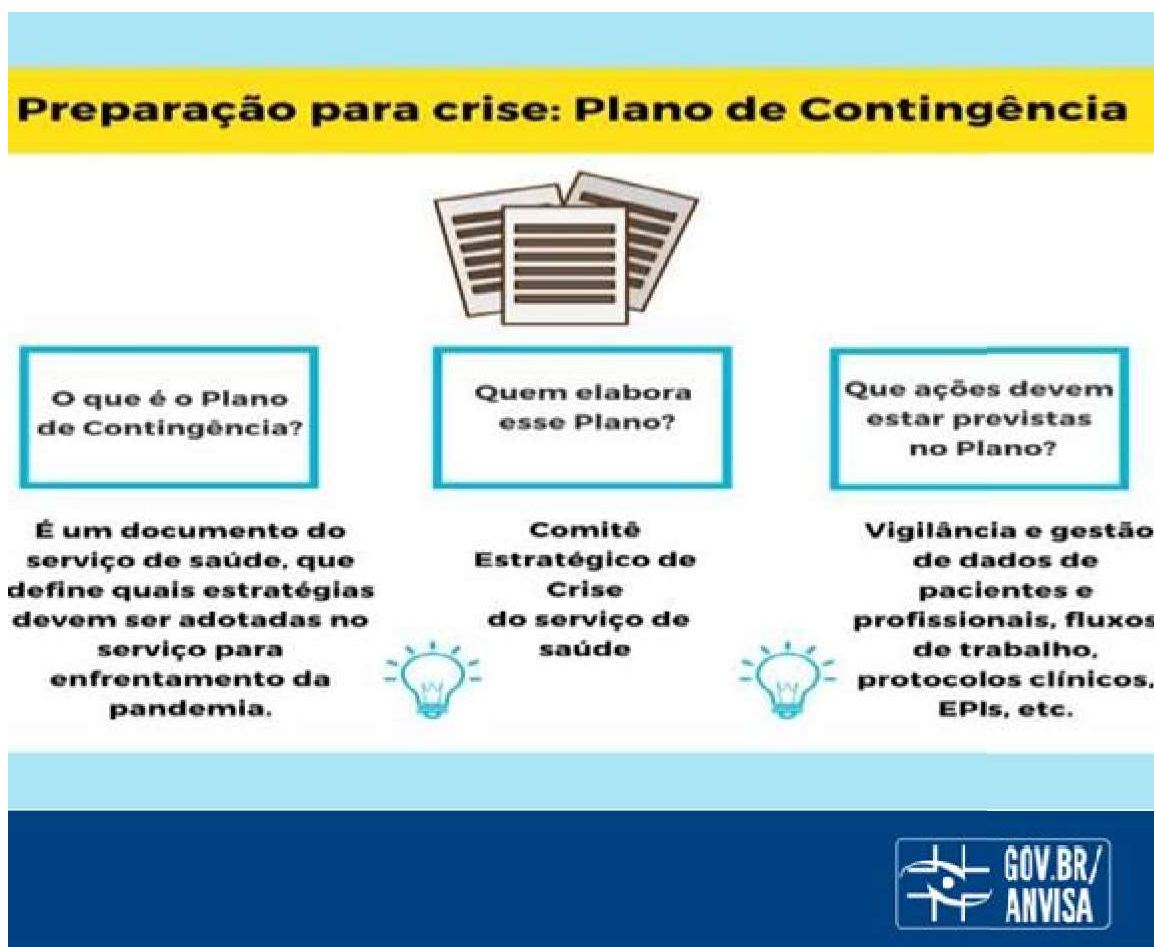 Preparação para crise: Plano de Contingência
O que é o Plano
de Contingência?
É um documento do
serviço de saúde, que
define quais estratégias
devem ser adotadas no
serviço para
enfrentamento da
pandemia.
Quem elabora
esse Plano?
Comitê
Estratégico de
Crise
do serviço de
saúde
Que ações devem
estar previstas
no Plano?
Vigilância e gestão
de dados de
pacientes e
profissionais, fluxos
de trabalho,
protocolos clínicos,
EPIs, etc.
GOV.BR/
ANVISA